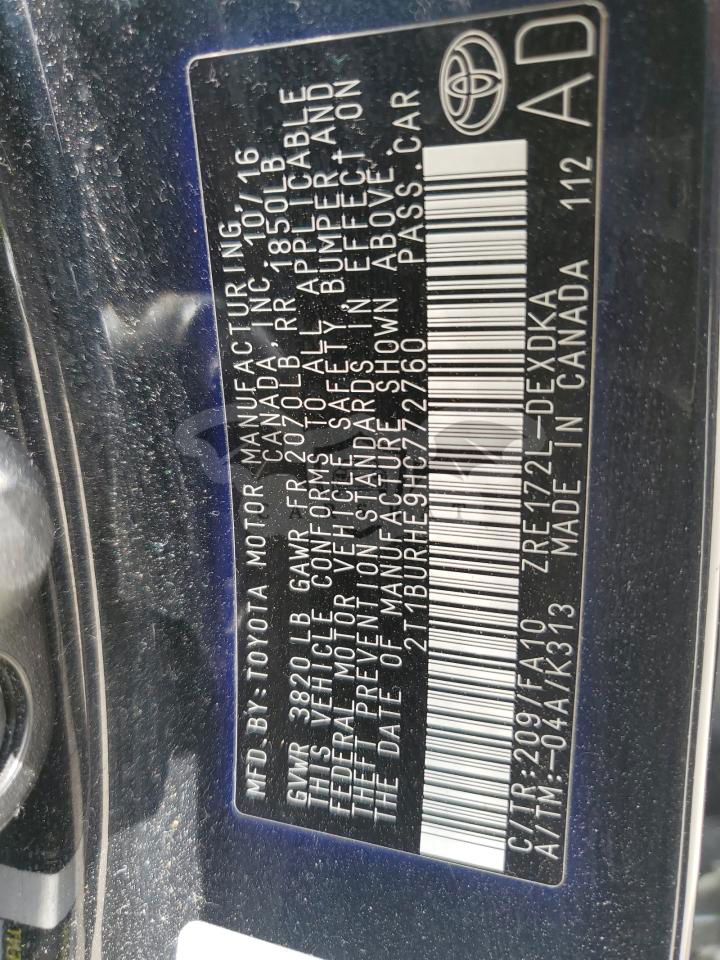 MFD. BY: TOYOTA MOTOR MANUFACTURING
CANADA, INC. 10/16
GVWR 3820LB GAWR FR 2070LB, RR 1850LB
THIS VEHICLE CONFORMS TO ALL APPLICABLE
FEDERAL MOTOR VEHICLE SAFETY, BUMPER AND
THEFT PREVENTION STANDARDS IN EFFECT ON
THE DATE OF MANUFACTURE SHOWN ABOVE.
2T1BURHE9HC772760 PASS.CAR
C/TR:209/FA10 ZRE172L-DEXDKA
A/TM:-04A/K313 MADE IN CANADA 112
AD